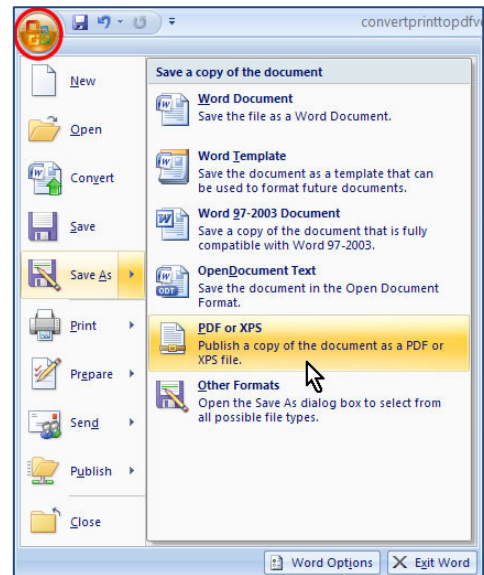 convertprinttopdfv
New
Open
Convert
Save
Save As
Print
Prepare
Send
Publish
Close
Save a copy of the document
Word Document
Save the file as a Word Document.
Word Template
Save the document as a template that can
be used to format future documents.
Word 97-2003 Document
Save a copy of the document that is fully
compatible with Word 97-2003.
OpenDocument Text
Save the document in the Open Document
Format.
PDF or XPS
Publish a copy of the document as a PDF or
XPS file.
Other Formats
Open the Save As dialog box to select from
all possible file types.
Word Options
Exit Word